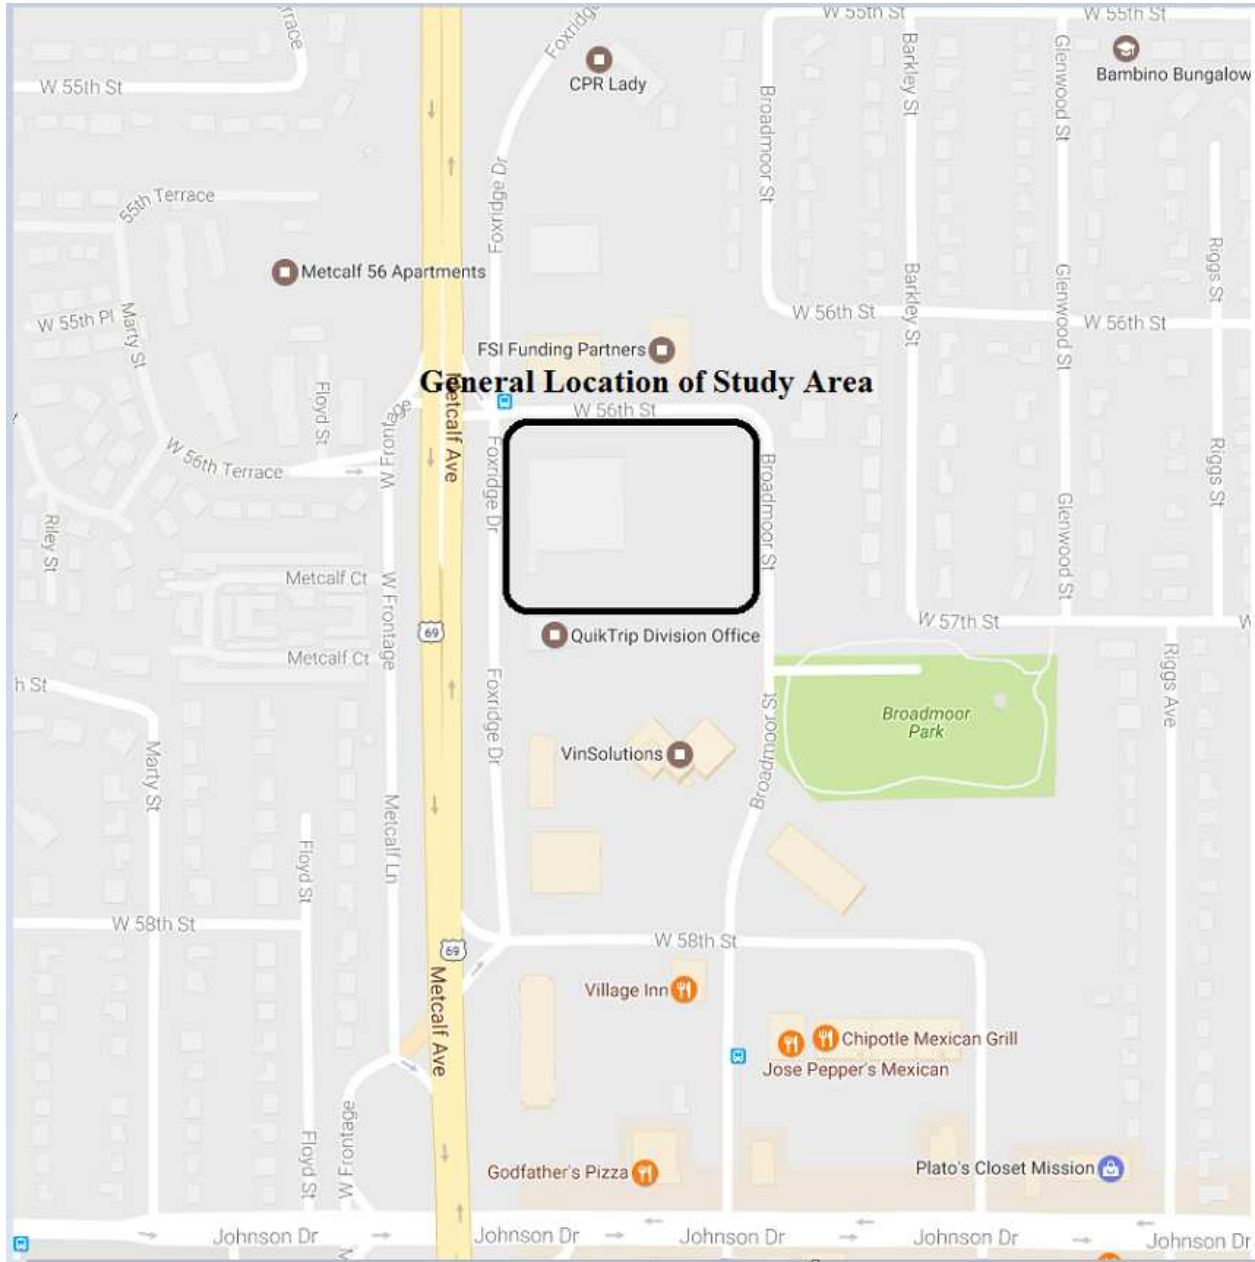 W 55th St
W 55th St
Foxridge
Terrace
CPR Lady
Bambino Bungalow
W 55th St
Broadmoor St
Barkley St
Glenwood St
Foxridge Dr
55th Terrace
Metcalf 56 Apartments
Riggs St
Barkley St
Glenwood St
W 55th Pl
Marty St
W 56th St
W 56th St
FSI Funding Partners
General Location of Study Area
Metcalf Ave
W 56th St
Floyd St
W Frontage
W 56th Terrace
Foxridge Dr
Broadmoor St
Riggs St
Glenwood St
Riley St
Metcalf Ct
W Frontage
69
W 57th St
W
QuikTrip Division Office
Metcalf Ct
h St
Foxridge Dr
Riggs Ave
Broadmoor St
Broadmoor
Park
VinSolutions
Marty St
Metcalf Ln
Floyd St
W 58th St
W 58th St
69
Metcalf Ave
Village Inn
Chipotle Mexican Grill
Jose Pepper's Mexican
W Frontage
Floyd St
Godfather's Pizza
Plato's Closet Mission
Johnson Dr
Johnson Dr
Johnson Dr
Johnson Dr
Johnson Dr